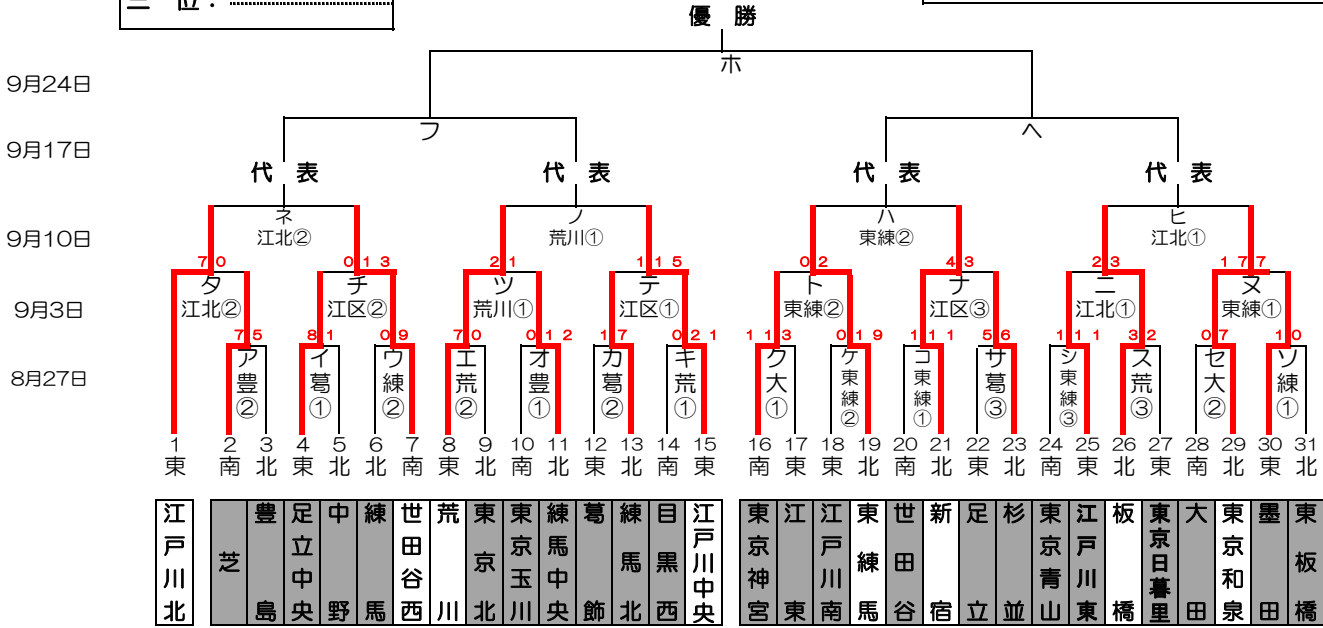 三 位：
優 勝
ホ
9月24日
フ ヘ
9月17日
代 表 代 表 代 表 代 表
ネ ノ ハ ヒ
9月10日 江北② 荒川① 東練② 江北①
7 0 0 1 3 2 1 1 1 5 0 2 4 3 2 3 1 7 7
タ チ ツ テ ト ナ ニ ヌ
9月3日 江北② 江区② 荒川① 江区① 東練② 江区③ 江北① 東練①
7 5 8 1 0 9 7 0 0 1 2 1 7 0 2 1 1 1 3 0 1 9 1 1 1 5 6 1 1 1 3 2 0 7 1 0
8月27日
ア豊② イ葛① ウ練② エ荒② オ豊① カ葛② キ荒① ク大① ケ東練② コ東練① サ葛③ シ東練③ ス荒③ セ大② ソ練①
1 2 3 4 5 6 7 8 9 10 11 12 13 14 15 16 17 18 19 20 21 22 23 24 25 26 27 28 29 30 31
東 南 北 東 北 北 南 東 北 南 北 東 北 南 東 南 東 南 北 南 北 東 北 南 東 北 東 南 北 東 北
江戸川北
芝
豊島
足立中央
中野
練馬
世田谷西
荒川
東京北
東京玉川
練馬中央
葛飾
練馬北
目黒西
江戸川中央
東京神宮
江東
江戸川南
東練馬
世田谷
新宿
足立
杉並
東京青山
江戸川東
板橋
東京日暮里
大田
東京和泉
墨田
東板橋